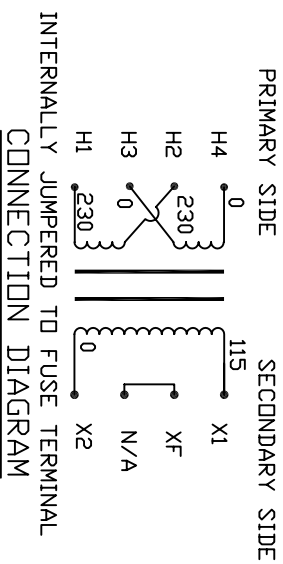 PRIMARY SIDE
SECONDARY SIDE
H4
H2
H3
H1
0
230
0
230
115
0
X1
XF
N/A
X2
INTERNALLY JUMPERED TO FUSE TERMINAL
CONNECTION DIAGRAM